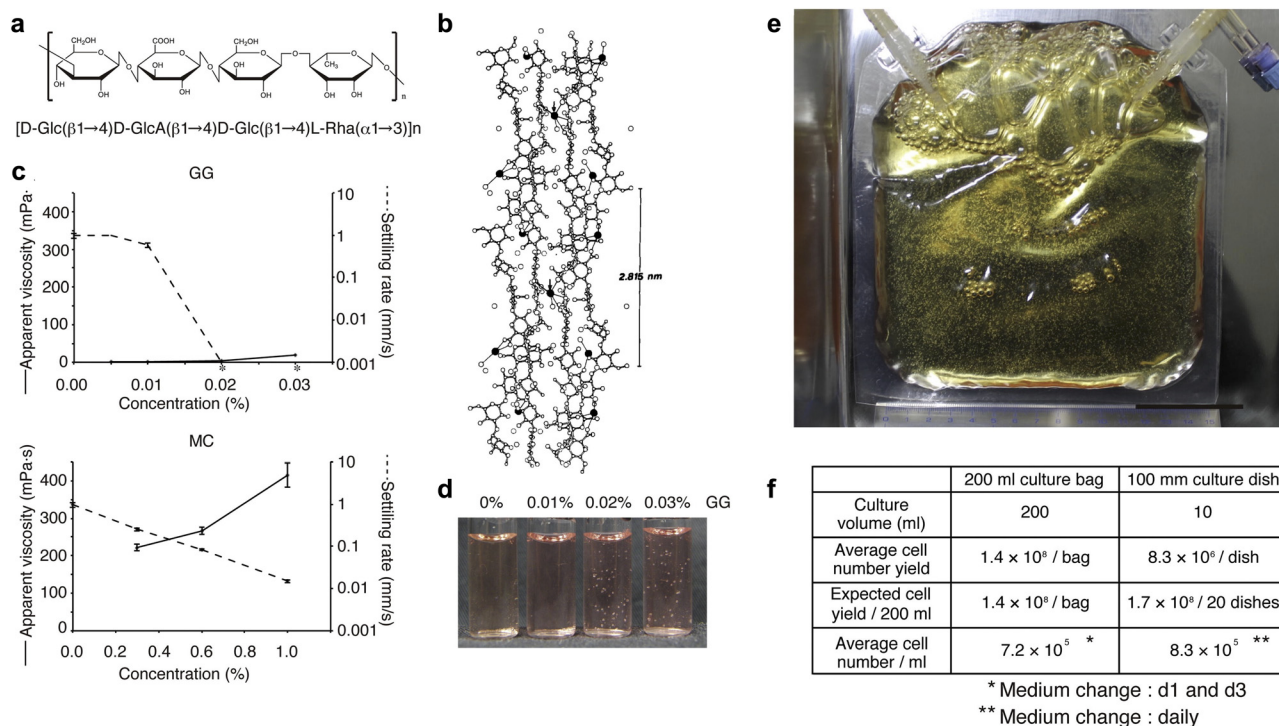 a
CH₂OH
COOH
CH₂OH
OH
OH
OH
OH
OH
OH
OH
CH₃
OH
OH
O
O
O
O
n
[D-Glc(β1→4)D-GlcA(β1→4)D-Glc(β1→4)L-Rha(α1→3)]n
b
2.815 nm
c
GG
Apparent viscosity (mPa·s)
400
300
200
100
0
Settiling rate (mm/s)
10
1
0.1
0.01
0.001
0.00 0.01 0.02 0.03
* *
Concentration (%)
MC
Apparent viscosity (mPa·s)
400
300
200
100
0
Settiling rate (mm/s)
10
1
0.1
0.01
0.001
0.0 0.2 0.4 0.6 0.8 1.0
Concentration (%)
d
0% 0.01% 0.02% 0.03% GG
e
f
200 ml culture bag 100 mm culture dish
Culture
volume (ml)
200 10
Average cell
number yield
1.4 × 10⁸ / bag 8.3 × 10⁶ / dish
Expected cell
yield / 200 ml
1.4 × 10⁸ / bag 1.7 × 10⁸ / 20 dishes
Average cell
number / ml
7.2 × 10⁵ * 8.3 × 10⁵ **
* Medium change : d1 and d3
** Medium change : daily